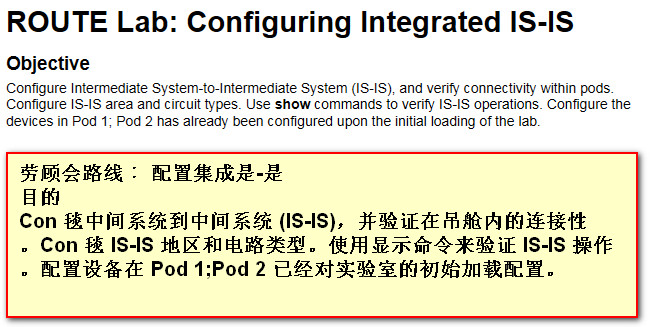 ROUTE Lab: Configuring Integrated IS-IS
Objective
Configure Intermediate System-to-Intermediate System (IS-IS), and verify connectivity within pods.
Configure IS-IS area and circuit types. Use show commands to verify IS-IS operations. Configure the
devices in Pod 1; Pod 2 has already been configured upon the initial loading of the lab.
劳顾会路线： 配置集成是-是
目的
Con 毯中间系统到中间系统 (IS-IS)，并验证在吊舱内的连接性
。Con 毯 IS-IS 地区和电路类型。使用显示命令来验证 IS-IS 操作
。配置设备在 Pod 1;Pod 2 已经对实验室的初始加载配置。